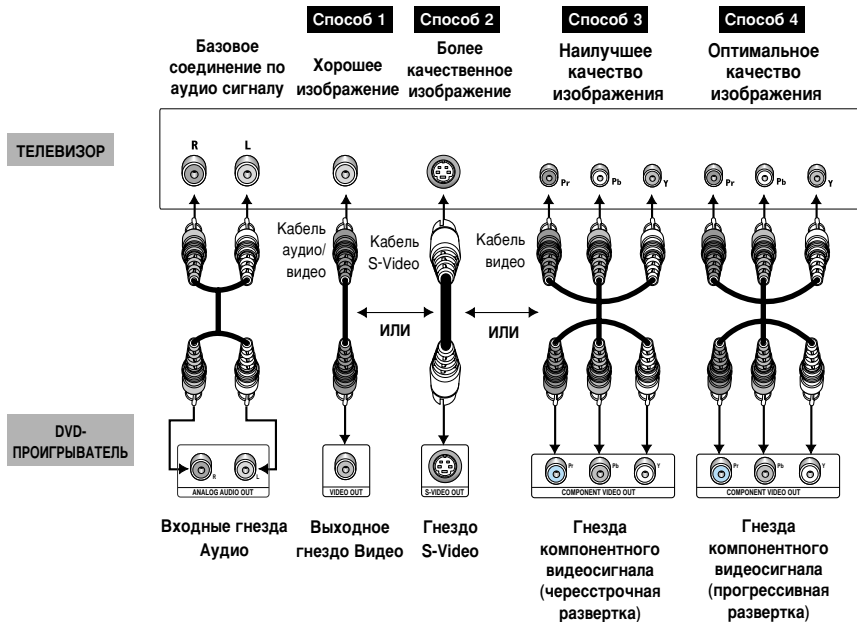 Способ 1
Способ 2
Способ 3
Способ 4
Базовое
соединение по
аудио сигналу
Хорошее
изображение
Более
качественное
изображение
Наилучшее
качество
изображения
Оптимальное
качество
изображения
ТЕЛЕВИЗОР
R
L
Pr
Pb
Y
Pr
Pb
Y
Кабель
аудио/
видео
Кабель
S-Video
Кабель
видео
ИЛИ
ИЛИ
DVD-
ПРОИГРЫВАТЕЛЬ
R
L
ANALOG AUDIO OUT
VIDEO OUT
S-VIDEO OUT
Pr
Pb
Y
COMPONENT VIDEO OUT
Pr
Pb
Y
COMPONENT VIDEO OUT
Входные гнезда
Аудио
Выходное
гнездо Видео
Гнездо
S-Video
Гнезда
компонентного
видеосигнала
(чересстрочная
развертка)
Гнезда
компонентного
видеосигнала
(прогрессивная
развертка)